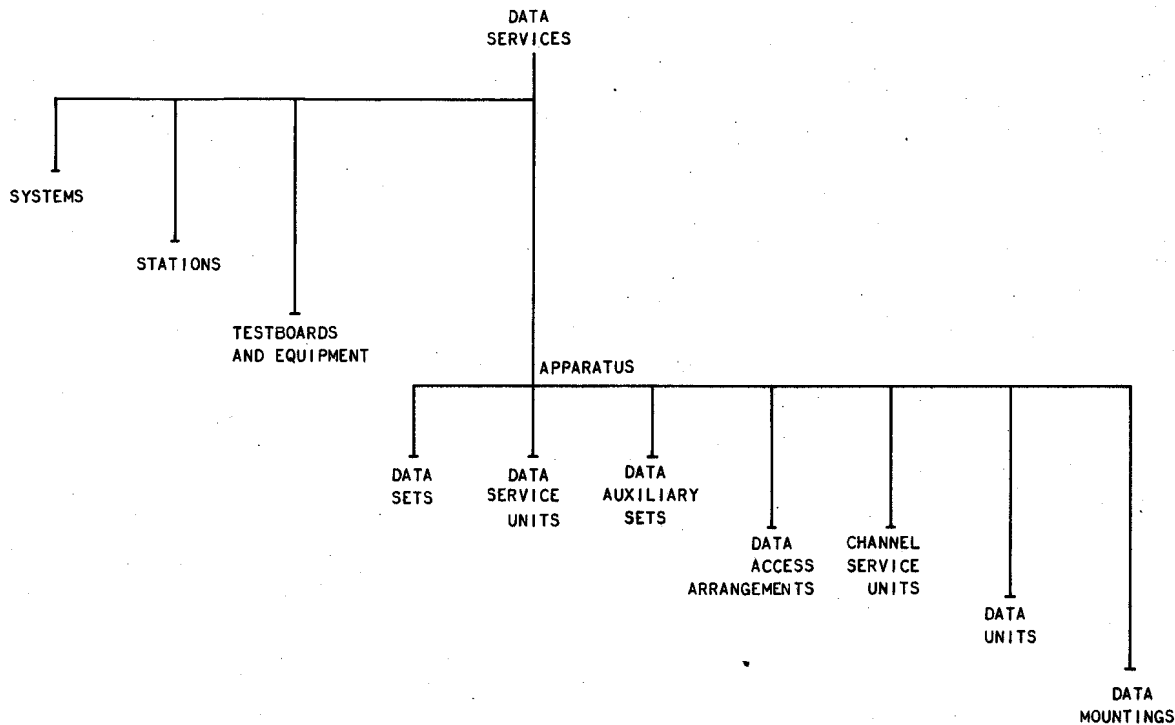 DATA
SERVICES
SYSTEMS
STATIONS
TESTBOARDS
AND EQUIPMENT
APPARATUS
DATA
SETS
DATA
SERVICE
UNITS
DATA
AUXILIARY
SETS
DATA
ACCESS
ARRANGEMENTS
CHANNEL
SERVICE
UNITS
DATA
UNITS
DATA
MOUNTINGS